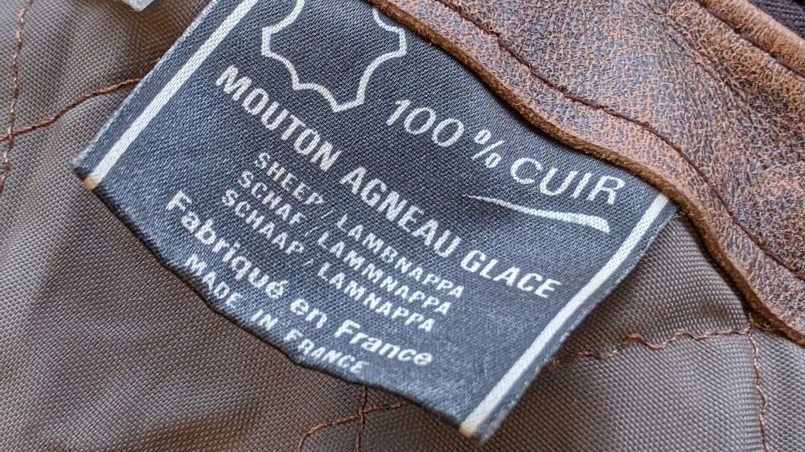 100% CUIR
MOUTON AGNEAU GLACE
SHEEP / LAMBNAPPA
SCHAF / LAMMNAPPA
SCHAAP / LAMNAPPA
Fabriqué en France
MADE IN FRANCE